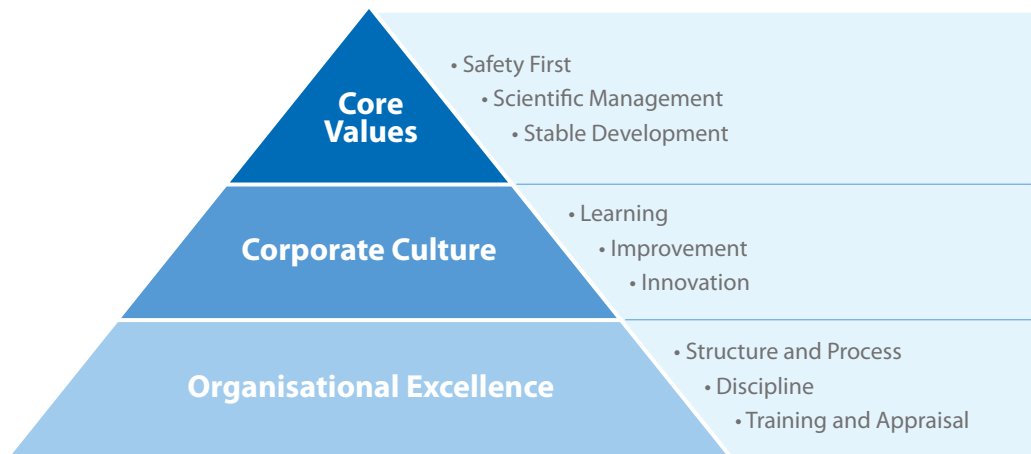 Core
Values
• Safety First
• Scientific Management
• Stable Development
Corporate Culture
• Learning
• Improvement
• Innovation
Organisational Excellence
• Structure and Process
• Discipline
• Training and Appraisal